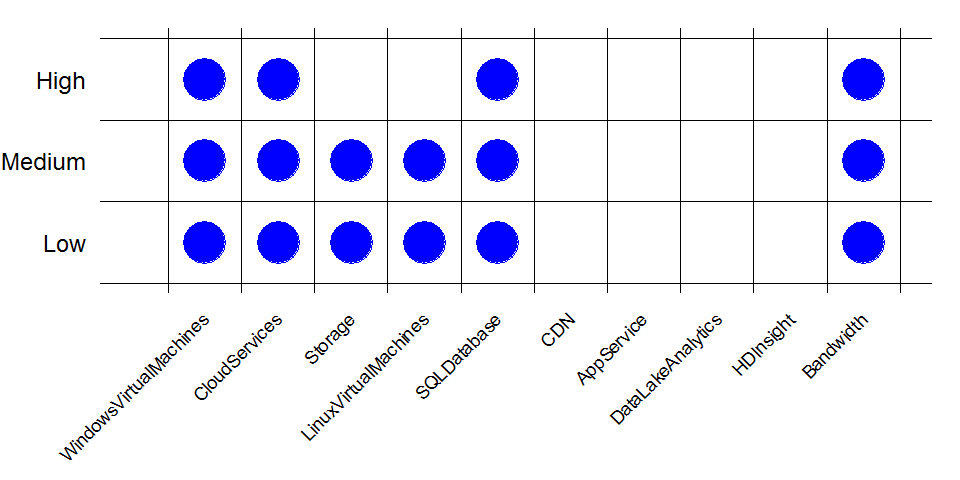 High
Medium
Low
WindowsVirtualMachines
CloudServices
Storage
LinuxVirtualMachines
SQLDatabase
CDN
AppService
DataLakeAnalytics
HDInsight
Bandwidth